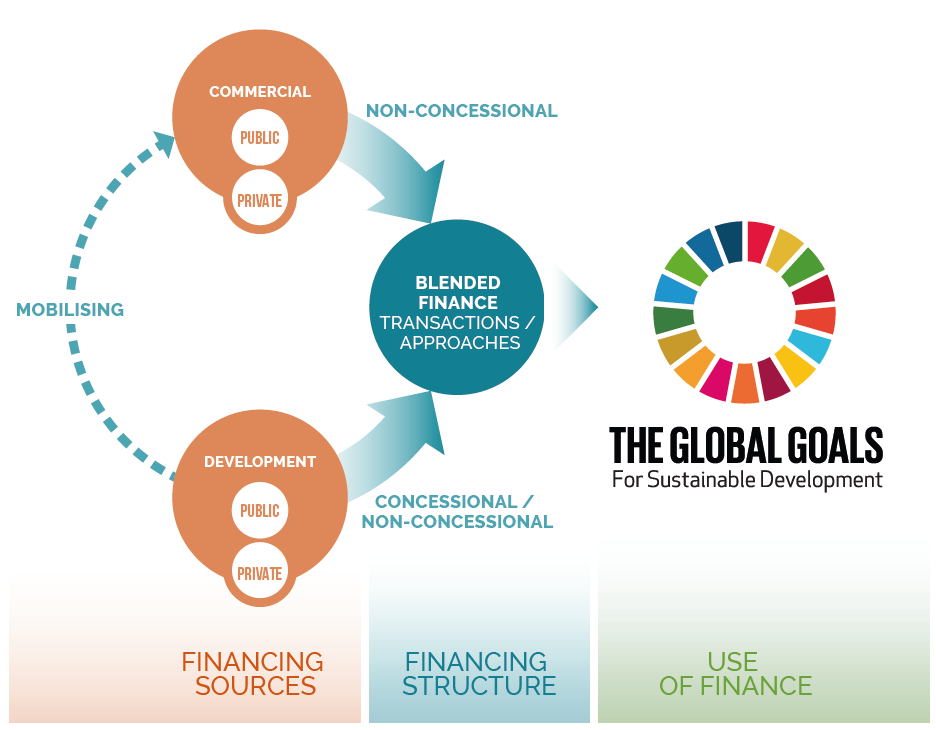 COMMERCIAL
PUBLIC
PRIVATE
NON-CONCESSIONAL
MOBILISING
BLENDED
FINANCE
TRANSACTIONS /
APPROACHES
DEVELOPMENT
PUBLIC
PRIVATE
CONCESSIONAL /
NON-CONCESSIONAL
THE GLOBAL GOALS
For Sustainable Development
FINANCING
SOURCES
FINANCING
STRUCTURE
USE
OF FINANCE